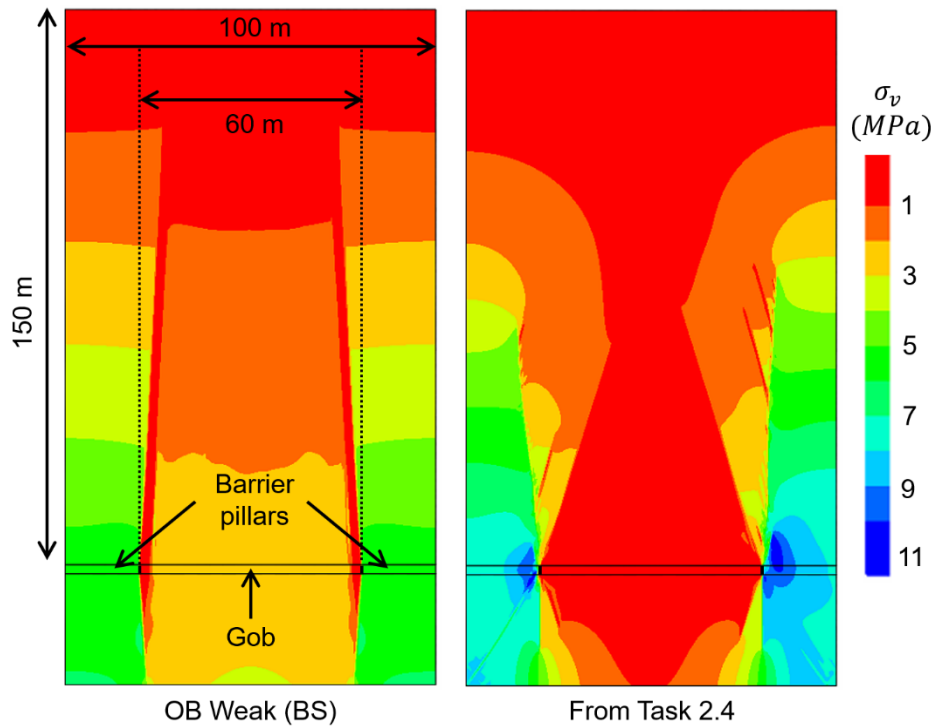 100 m
60 m
150 m
Barrier
pillars
Gob
OB Weak (BS)
From Task 2.4
σᵥ
(MPa)
1
3
5
7
9
11